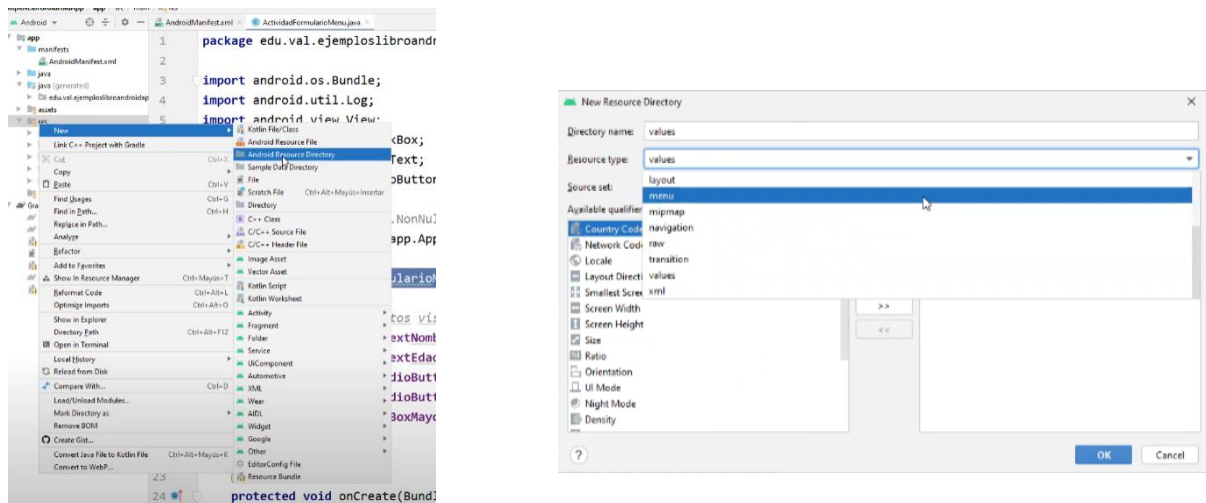 Android
AndroidManifest.xml
ActividadFormularioMenu.java
app
manifests
AndroidManifest.xml
java
java (generated)
edu.val.ejemploslibroandroidap
assets
res
1 package edu.val.ejemploslibroandr
2
3 import android.os.Bundle;
4 import android.util.Log;
5 import android.view.View;
kBox;
Text;
oButton
.NonNul
app.App
ularioM
tos vis
extNomb
extEdad
dioButt
dioButt
BoxMayo
23
24 protected void onCreate(Bundl
New
Link C++ Project with Gradle
Cut Ctrl+X
Copy
Paste Ctrl+V
Find Usages Ctrl+G
Find in Path... Ctrl+H
Replace in Path...
Analyze
Refactor
Add to Favorites
Show In Resource Manager Ctrl+Mayús+T
Reformat Code Ctrl+Alt+L
Optimize Imports Ctrl+Alt+O
Show in Explorer
Directory Path Ctrl+Alt+F12
Open in Terminal
Local History
Reload from Disk
Compare With... Ctrl+D
Load/Unload Modules...
Mark Directory as
Remove BOM
Create Gist...
Convert Java File to Kotlin File Ctrl+Alt+Mayús+K
Convert to WebP...
Kotlin File/Class
Android Resource File
Android Resource Directory
Sample Data Directory
File
Scratch File Ctrl+Alt+Mayús+Insertar
Directory
C++ Class
C/C++ Source File
C/C++ Header File
Image Asset
Vector Asset
Kotlin Script
Kotlin Worksheet
Activity
Fragment
Folder
Service
UiComponent
Automotive
XML
Wear
AIDL
Widget
Google
Other
EditorConfig File
Resource Bundle
New Resource Directory
Directory name: values
Resource type: values
Source set:
layout
menu
mipmap
navigation
raw
transition
values
xml
Available qualifier
Country Code
Network Code
Locale
Layout Directi
Smallest Scree
Screen Width
Screen Height
Size
Ratio
Orientation
UI Mode
Night Mode
Density
>>
<<
?
OK
Cancel